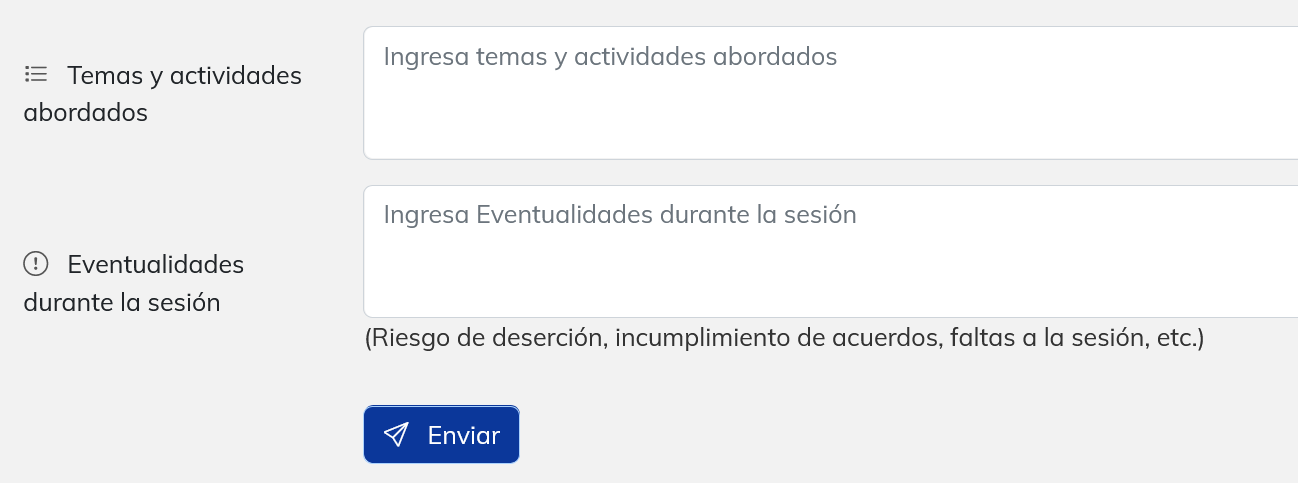 Temas y actividades
abordados
Ingresa temas y actividades abordados
Eventualidades
durante la sesión
Ingresa Eventualidades durante la sesión
(Riesgo de deserción, incumplimiento de acuerdos, faltas a la sesión, etc.)
Enviar